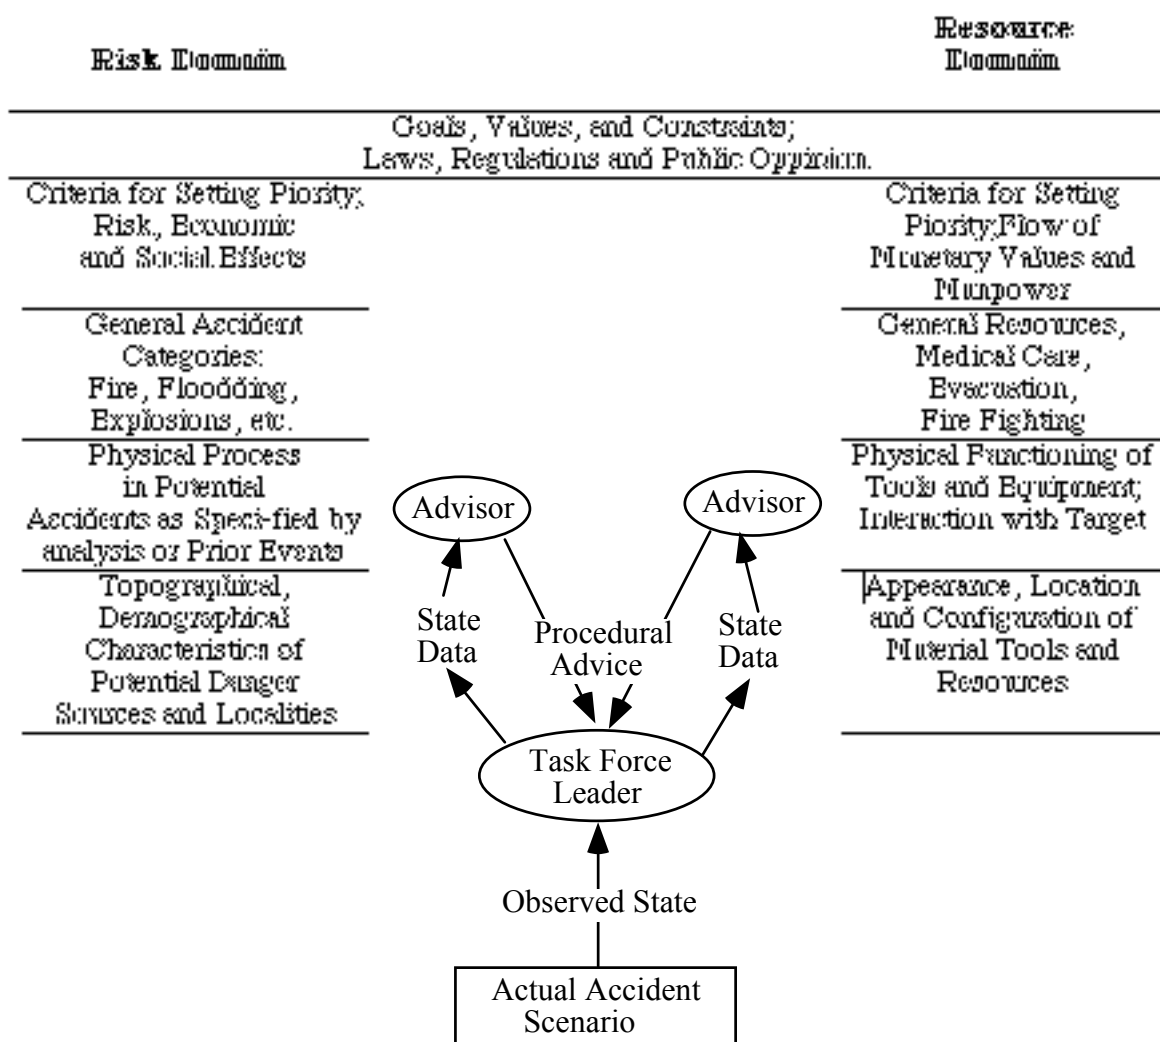 Risk Domain
Resource
Domain
Goals, Values, and Constraints;
Laws, Regulations and Public Oppinion.
Criteria for Setting Piority;
Risk, Economic
and Social Effects
Criteria for Setting
Piority;Flow of
Monetary Values and
Munpower
General Accident
Categories:
Fire, Floodding,
Explosions, etc.
General Resources,
Medical Care,
Evacuation,
Fire Fighting
Physical Process
in Potential
Accidents as Speci-fied by
analysis or Prior Events
Physical Functioning of
Tools and Equipment;
Interaction with Target
Topographical,
Demographical
Characteristics of
Potential Danger
Sources and Localities
Appearance, Location
and Configuration of
Material Tools and
Resources
Advisor
Advisor
State
Data
Procedural
Advice
State
Data
Task Force
Leader
Observed State
Actual Accident
Scenario